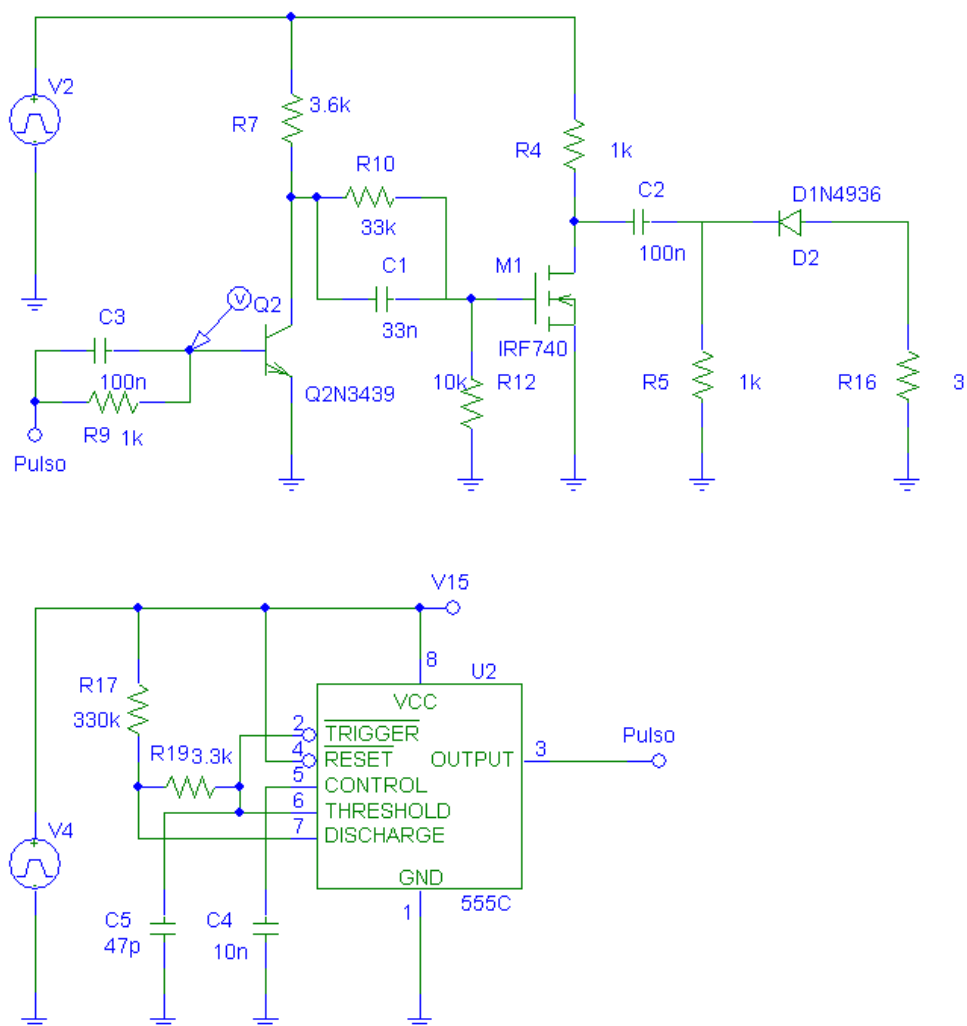 V2
R7
3.6k
R4
1k
R10
33k
C1
33n
M1
IRF740
C2
100n
D1N4936
D2
C3
100n
V
Q2
Q2N3439
R9
1k
Pulso
10k
R12
R5
1k
R16
3
V15
V4
R17
330k
R19
3.3k
8
U2
VCC
2
TRIGGER
4
RESET
OUTPUT
3
Pulso
5
CONTROL
6
THRESHOLD
7
DISCHARGE
GND
1
555C
C5
47p
C4
10n